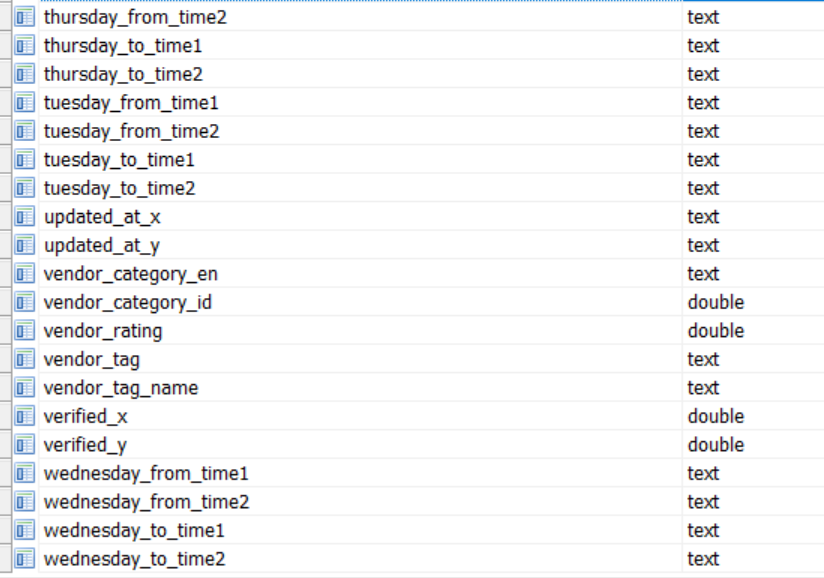 thursday_from_time2 text
thursday_to_time1 text
thursday_to_time2 text
tuesday_from_time1 text
tuesday_from_time2 text
tuesday_to_time1 text
tuesday_to_time2 text
updated_at_x text
updated_at_y text
vendor_category_en text
vendor_category_id double
vendor_rating double
vendor_tag text
vendor_tag_name text
verified_x double
verified_y double
wednesday_from_time1 text
wednesday_from_time2 text
wednesday_to_time1 text
wednesday_to_time2 text